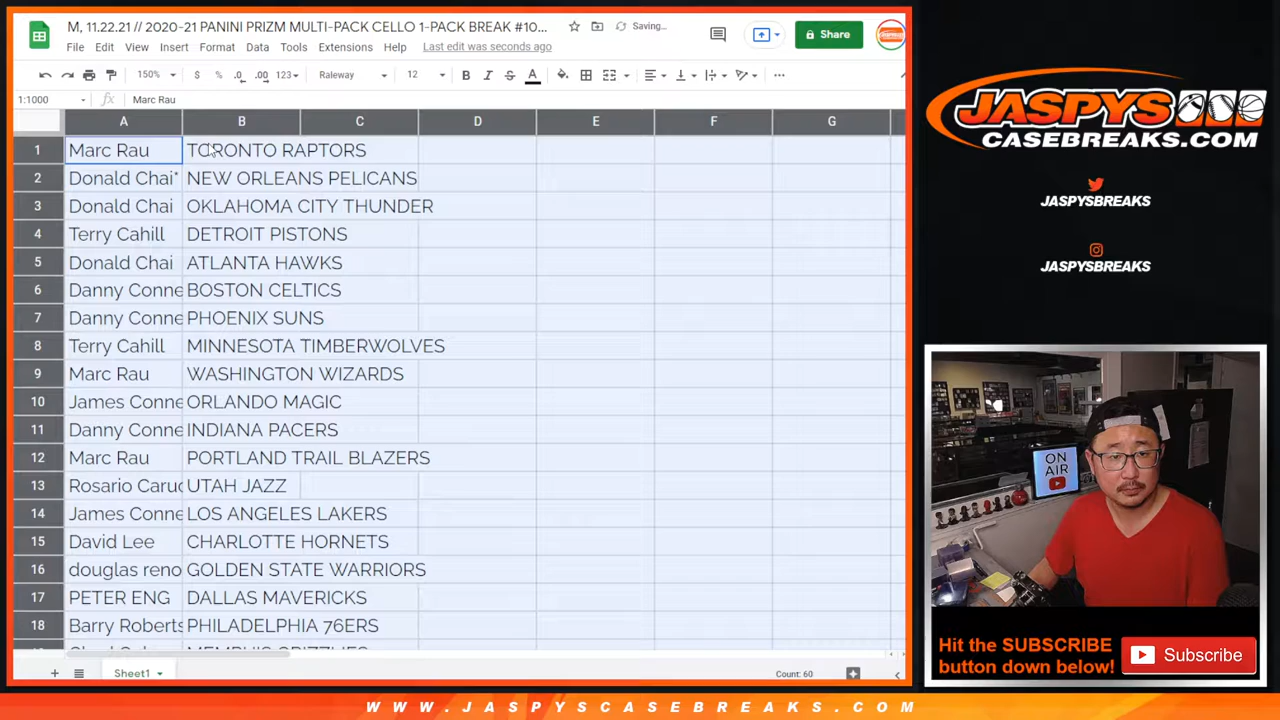 M, 11.22.21 // 2020-21 PANINI PRIZM MULTI-PACK CELLO 1-PACK BREAK #10...
Saving...
Share
File Edit View Insert Format Data Tools Extensions Help Last edit was seconds ago
150% $ % .0 .00 123 Raleway 12 B I S A
1:1000 fx Marc Rau
A B C D E F G
1 Marc Rau TORONTO RAPTORS
2 Donald Chai* NEW ORLEANS PELICANS
3 Donald Chai OKLAHOMA CITY THUNDER
4 Terry Cahill DETROIT PISTONS
5 Donald Chai ATLANTA HAWKS
6 Danny Conne BOSTON CELTICS
7 Danny Conne PHOENIX SUNS
8 Terry Cahill MINNESOTA TIMBERWOLVES
9 Marc Rau WASHINGTON WIZARDS
10 James Conne ORLANDO MAGIC
11 Danny Conne INDIANA PACERS
12 Marc Rau PORTLAND TRAIL BLAZERS
13 Rosario Caruc UTAH JAZZ
14 James Conne LOS ANGELES LAKERS
15 David Lee CHARLOTTE HORNETS
16 douglas reno GOLDEN STATE WARRIORS
17 PETER ENG DALLAS MAVERICKS
18 Barry Roberts PHILADELPHIA 76ERS
MEMPHIS GRIZZLIES
Sheet1
Count: 60
JASPYS
CASEBREAKS.COM
JASPYSBREAKS
JASPYSBREAKS
ON
AIR
Hit the SUBSCRIBE
button down below!
Subscribe
WWW.JASPYSCASEBREAKS.COM